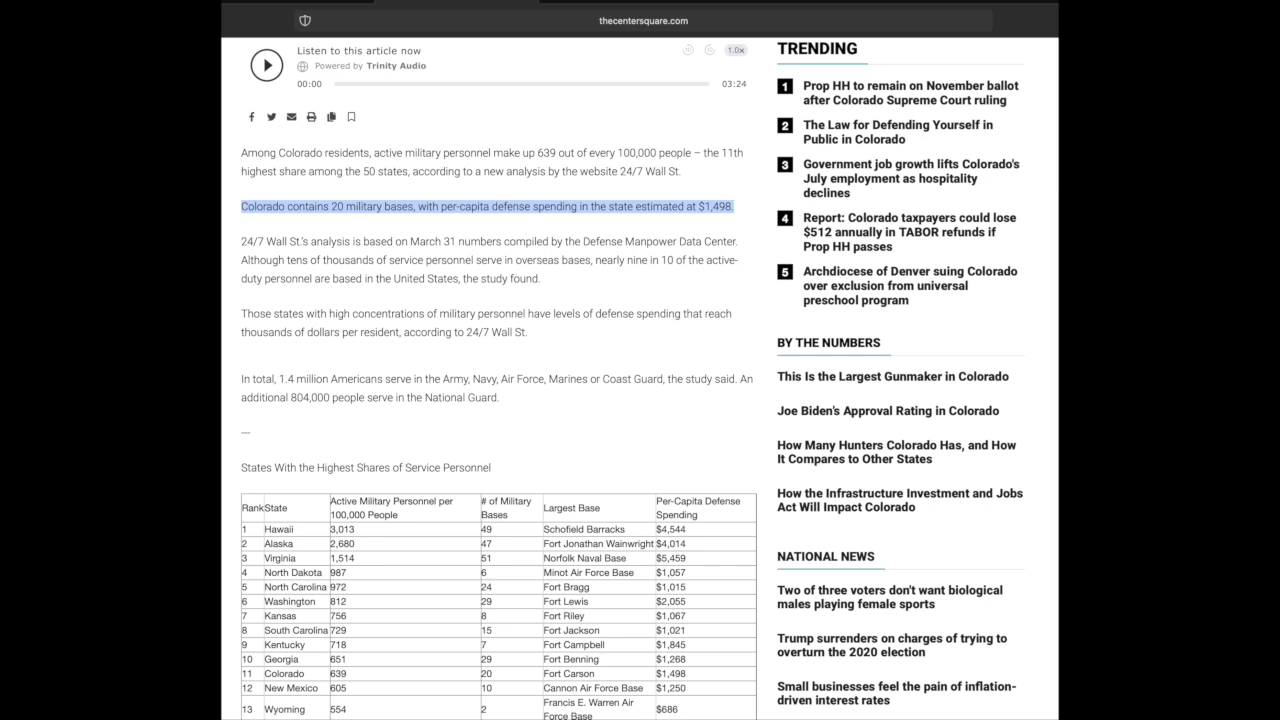 thecentersquare.com
Listen to this article now
1.0x
Powered by Trinity Audio
00:00
03:24
Among Colorado residents, active military personnel make up 639 out of every 100,000 people – the 11th
highest share among the 50 states, according to a new analysis by the website 24/7 Wall St.
Colorado contains 20 military bases, with per-capita defense spending in the state estimated at $1,498.
24/7 Wall St.'s analysis is based on March 31 numbers compiled by the Defense Manpower Data Center.
Although tens of thousands of service personnel serve in overseas bases, nearly nine in 10 of the active-
duty personnel are based in the United States, the study found.
Those states with high concentrations of military personnel have levels of defense spending that reach
thousands of dollars per resident, according to 24/7 Wall St.
In total, 1.4 million Americans serve in the Army, Navy, Air Force, Marines or Coast Guard, the study said. An
additional 804,000 people serve in the National Guard.
---
States With the Highest Shares of Service Personnel
Rank State Active Military Personnel per 100,000 People # of Military Bases Largest Base Per-Capita Defense Spending
1 Hawaii 3,013 49 Schofield Barracks $4,544
2 Alaska 2,680 47 Fort Jonathan Wainwright $4,014
3 Virginia 1,514 51 Norfolk Naval Base $5,459
4 North Dakota 987 6 Minot Air Force Base $1,057
5 North Carolina 972 24 Fort Bragg $1,015
6 Washington 812 29 Fort Lewis $2,055
7 Kansas 756 8 Fort Riley $1,067
8 South Carolina 729 15 Fort Jackson $1,021
9 Kentucky 718 7 Fort Campbell $1,845
10 Georgia 651 29 Fort Benning $1,268
11 Colorado 639 20 Fort Carson $1,498
12 New Mexico 605 10 Cannon Air Force Base $1,250
13 Wyoming 554 2 Francis E. Warren Air Force Base $686
TRENDING
1 Prop HH to remain on November ballot
after Colorado Supreme Court ruling
2 The Law for Defending Yourself in
Public in Colorado
3 Government job growth lifts Colorado's
July employment as hospitality
declines
4 Report: Colorado taxpayers could lose
$512 annually in TABOR refunds if
Prop HH passes
5 Archdiocese of Denver suing Colorado
over exclusion from universal
preschool program
BY THE NUMBERS
This Is the Largest Gunmaker in Colorado
Joe Biden's Approval Rating in Colorado
How Many Hunters Colorado Has, and How
It Compares to Other States
How the Infrastructure Investment and Jobs
Act Will Impact Colorado
NATIONAL NEWS
Two of three voters don't want biological
males playing female sports
Trump surrenders on charges of trying to
overturn the 2020 election
Small businesses feel the pain of inflation-
driven interest rates